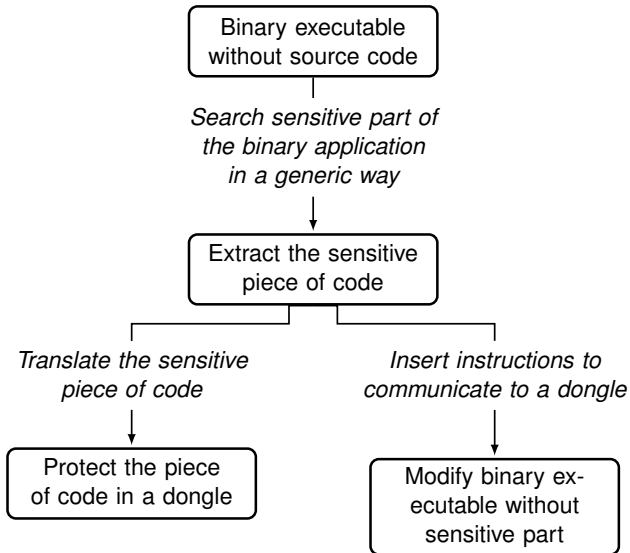 Binary executable
without source code
Search sensitive part of
the binary application
in a generic way
Extract the sensitive
piece of code
Translate the sensitive
piece of code
Insert instructions to
communicate to a dongle
Protect the piece
of code in a dongle
Modify binary ex-
ecutable without
sensitive part